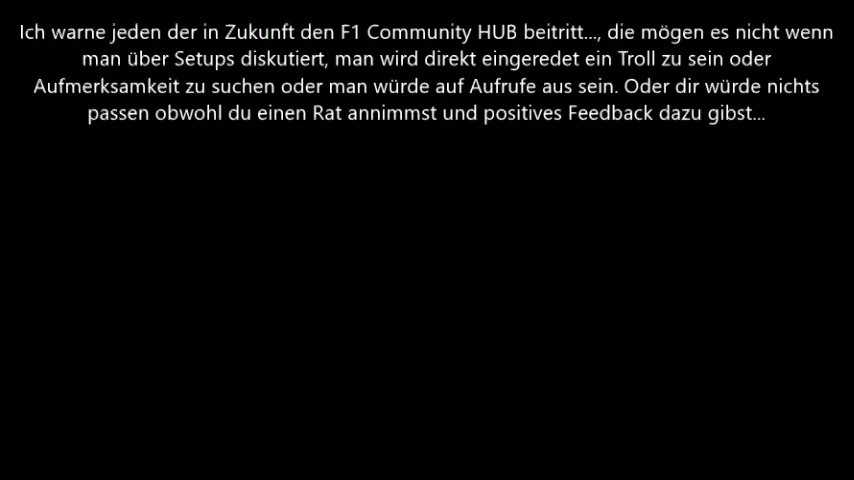 Ich warne jeden der in Zukunft den F1 Community HUB beitritt..., die mögen es nicht wenn
man über Setups diskutiert, man wird direkt eingeredet ein Troll zu sein oder
Aufmerksamkeit zu suchen oder man würde auf Aufrufe aus sein. Oder dir würde nichts
passen obwohl du einen Rat annimmst und positives Feedback dazu gibst...